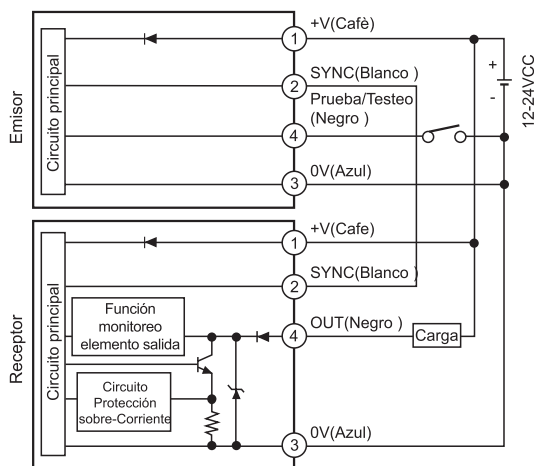 Emisor
Circuito principal
1
+V(Cafè)
2
SYNC(Blanco )
Prueba/Testeo
(Negro )
4
3
0V(Azul)
+
-
12-24VCC
Receptor
Circuito principal
1
+V(Cafe)
2
SYNC(Blanco )
Función
monitoreo
elemento salida
4
OUT(Negro )
Carga
Circuito
Protección
sobre-Corriente
3
0V(Azul)